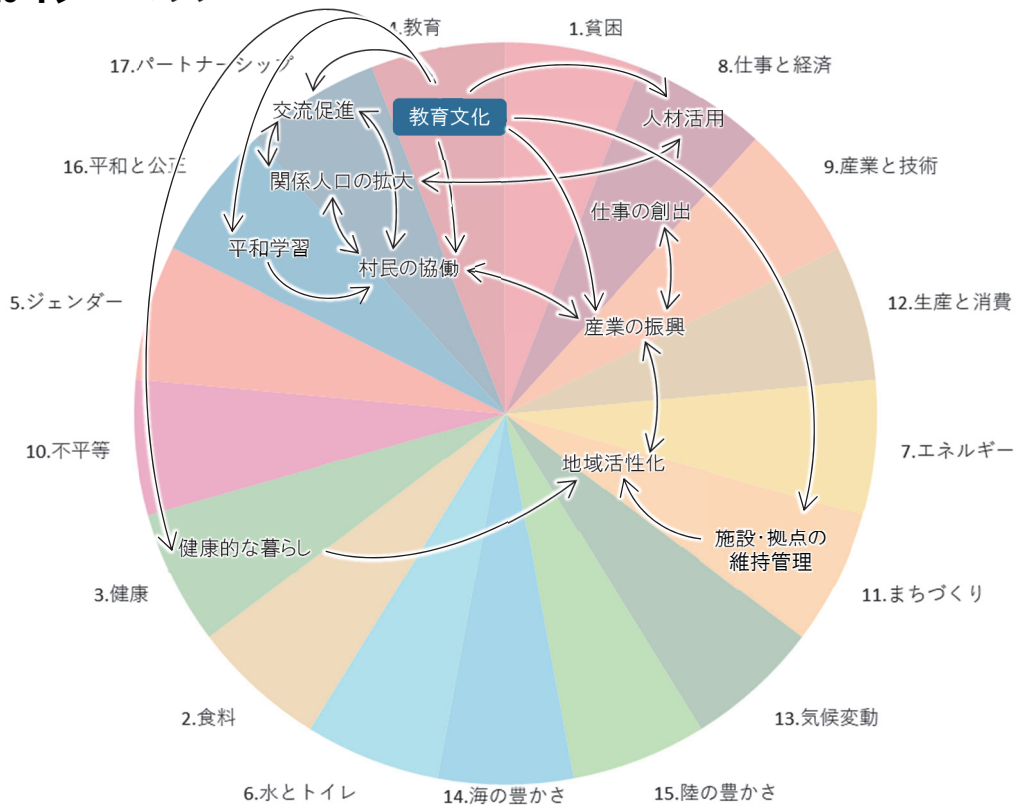 4.教育
1.貧困
17.パートナーシップ
8.仕事と経済
交流促進
教育文化
人材活用
16.平和と公正
9.産業と技術
関係人口の拡大
仕事の創出
平和学習
村民の協働
5.ジェンダー
12.生産と消費
産業の振興
10.不平等
7.エネルギー
地域活性化
健康的な暮らし
施設・拠点の
維持管理
3.健康
11.まちづくり
2.食料
13.気候変動
6.水とトイレ
14.海の豊かさ
15.陸の豊かさ